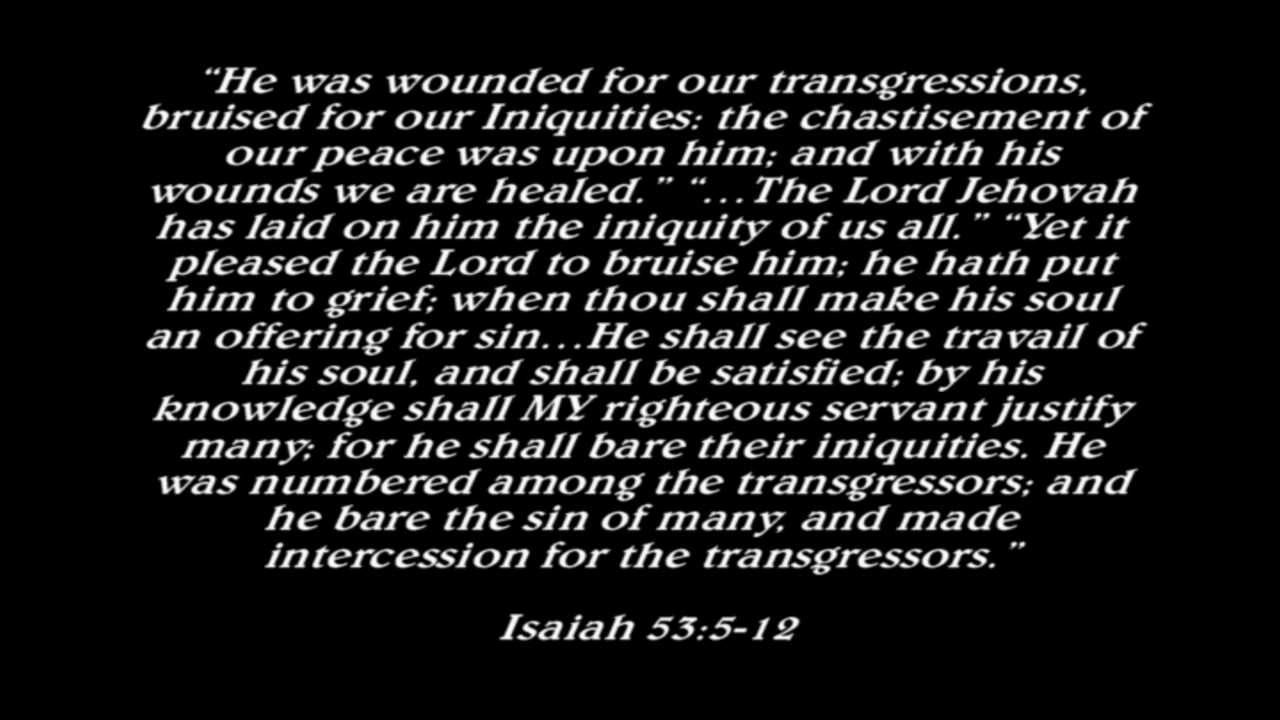 “He was wounded for our transgressions,
bruised for our Iniquities: the chastisement of
our peace was upon him; and with his
wounds we are healed.” “...The Lord Jehovah
has laid on him the iniquity of us all.” “Yet it
pleased the Lord to bruise him; he hath put
him to grief; when thou shall make his soul
an offering for sin...He shall see the travail of
his soul, and shall be satisfied; by his
knowledge shall MY righteous servant justify
many; for he shall bare their iniquities. He
was numbered among the transgressors; and
he bare the sin of many, and made
intercession for the transgressors.”
Isaiah 53:5-12